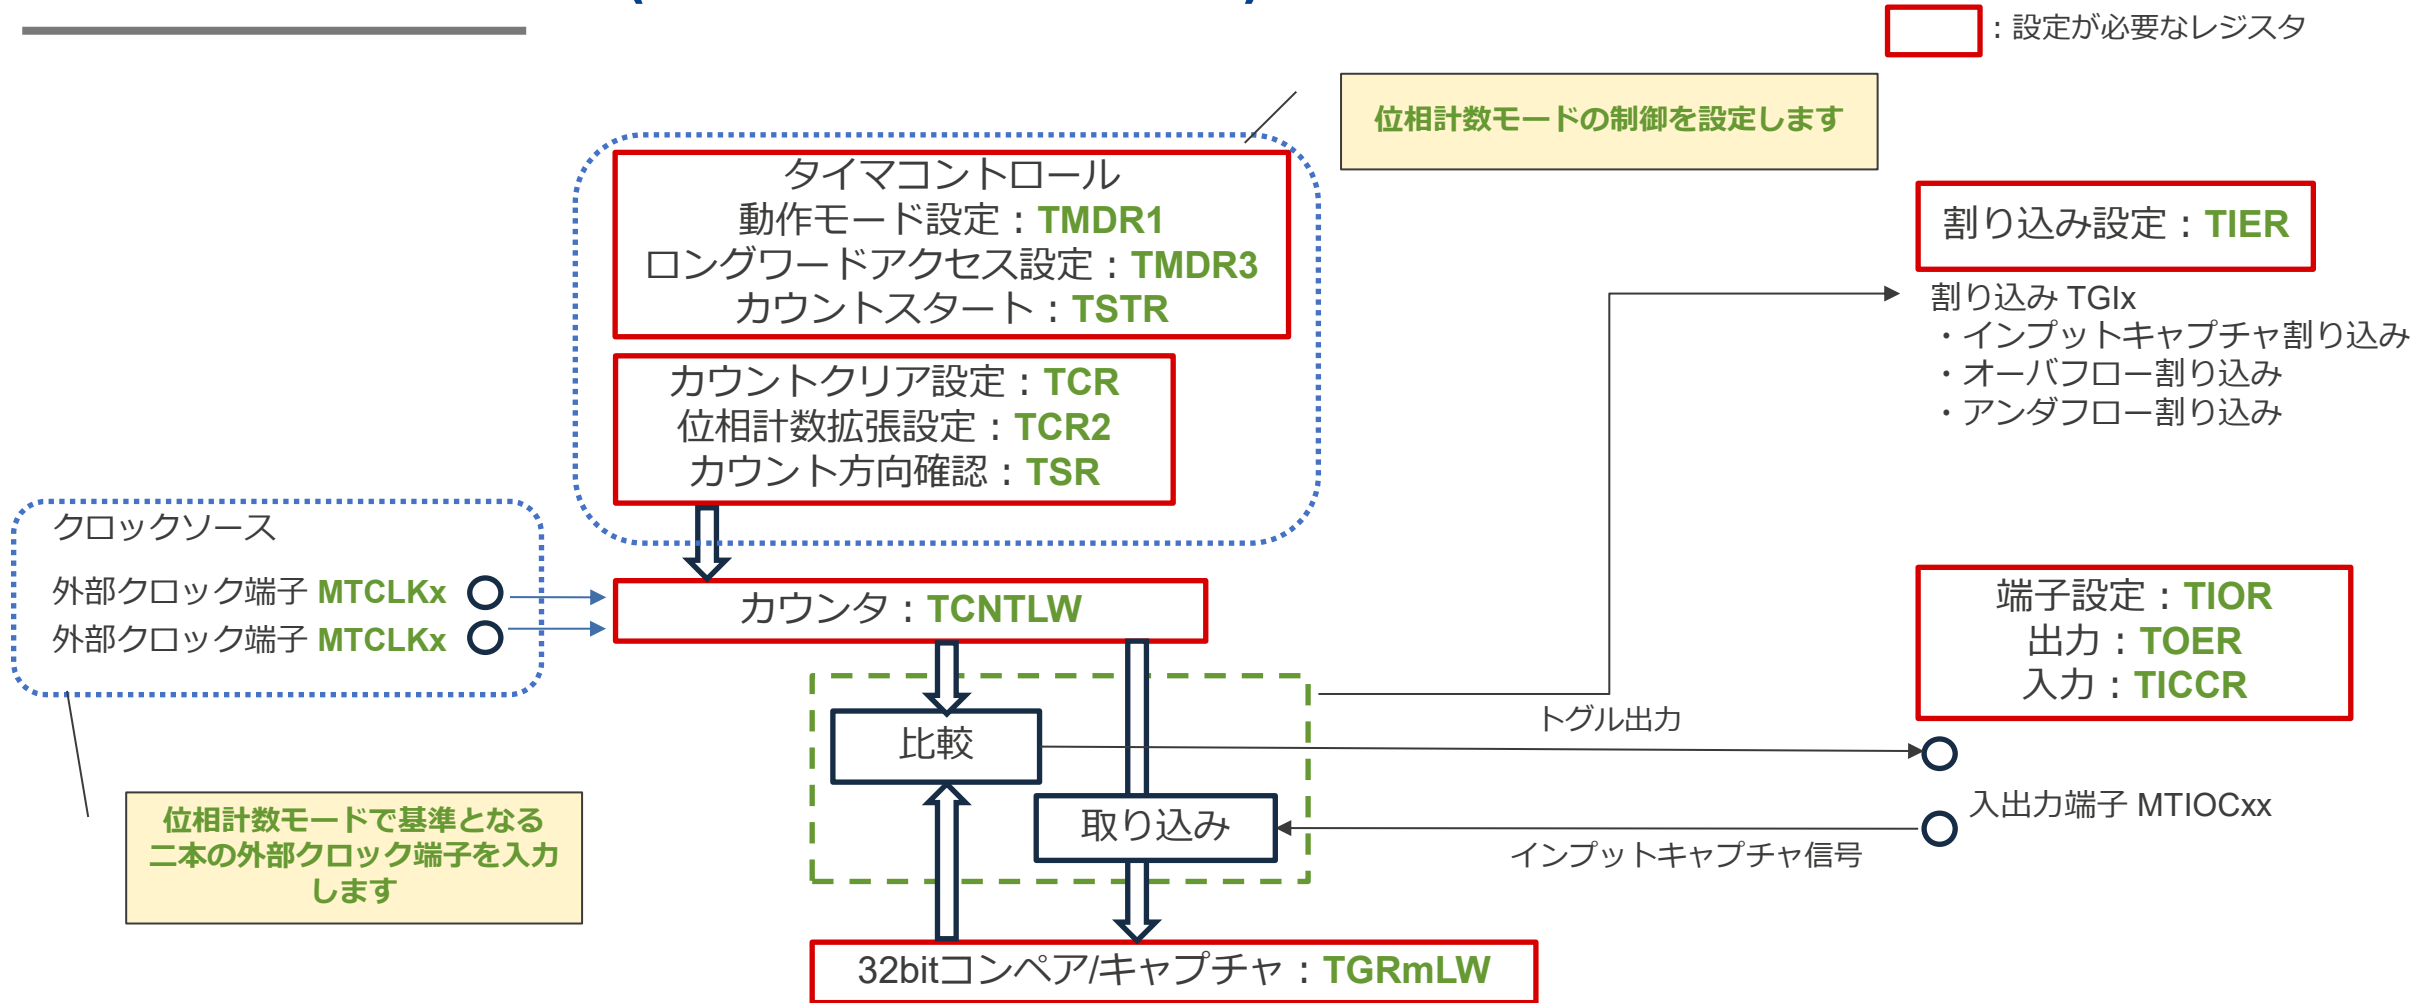 ：設定が必要なレジスタ
位相計数モードの制御を設定します
タイマコントロール
動作モード設定：TMDR1
ロングワードアクセス設定：TMDR3
カウントスタート：TSTR
カウントクリア設定：TCR
位相計数拡張設定：TCR2
カウント方向確認：TSR
割り込み設定：TIER
割り込み TGIx
・インプットキャプチャ割り込み
・オーバフロー割り込み
・アンダフロー割り込み
クロックソース
外部クロック端子 MTCLKx
外部クロック端子 MTCLKx
カウンタ：TCNTLW
端子設定：TIOR
出力：TOER
入力：TICCR
トグル出力
比較
取り込み
入出力端子 MTIOCxx
インプットキャプチャ信号
位相計数モードで基準となる
二本の外部クロック端子を入力
します
32bitコンペア/キャプチャ：TGRmLW